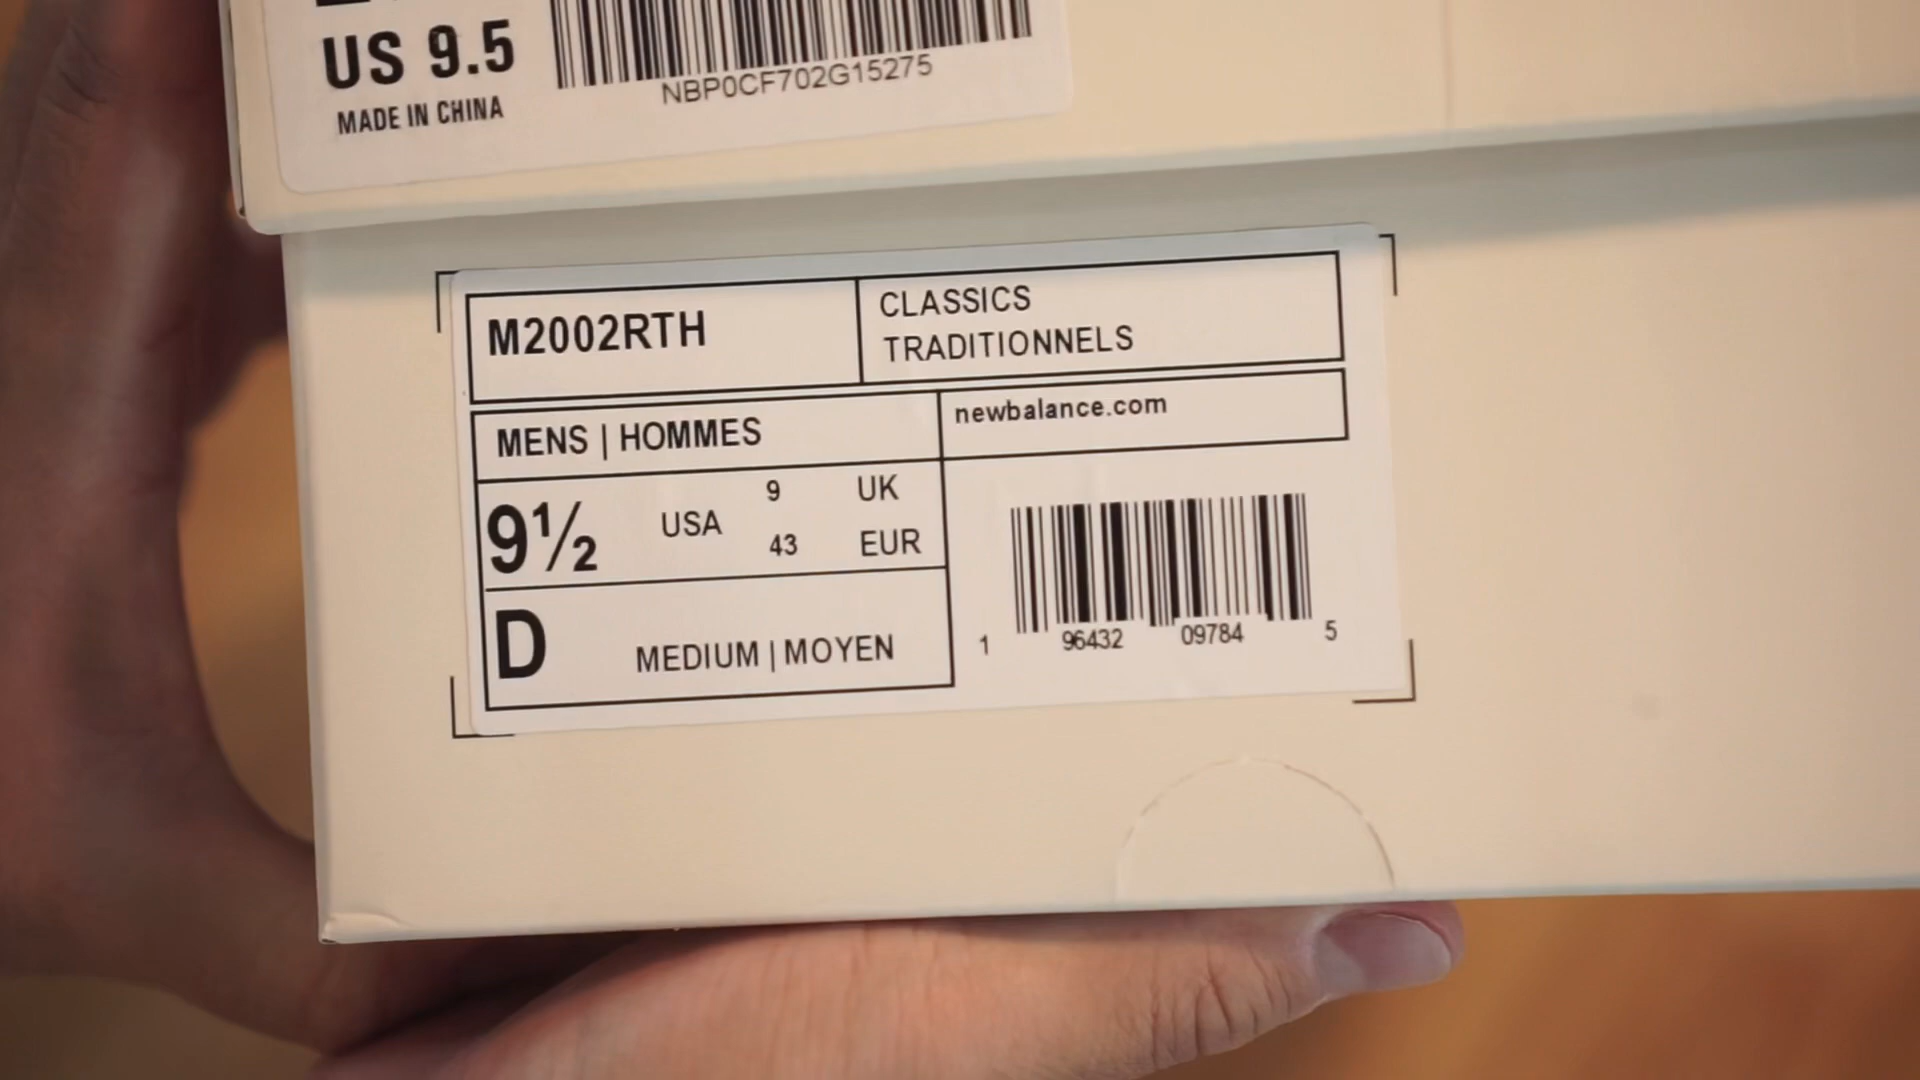 US 9.5
MADE IN CHINA
NBP0CF702G15275
M2002RTH
CLASSICS
TRADITIONNELS
MENS | HOMMES
newbalance.com
9½ USA 9 UK
43 EUR
D MEDIUM | MOYEN
1 96432 09784 5